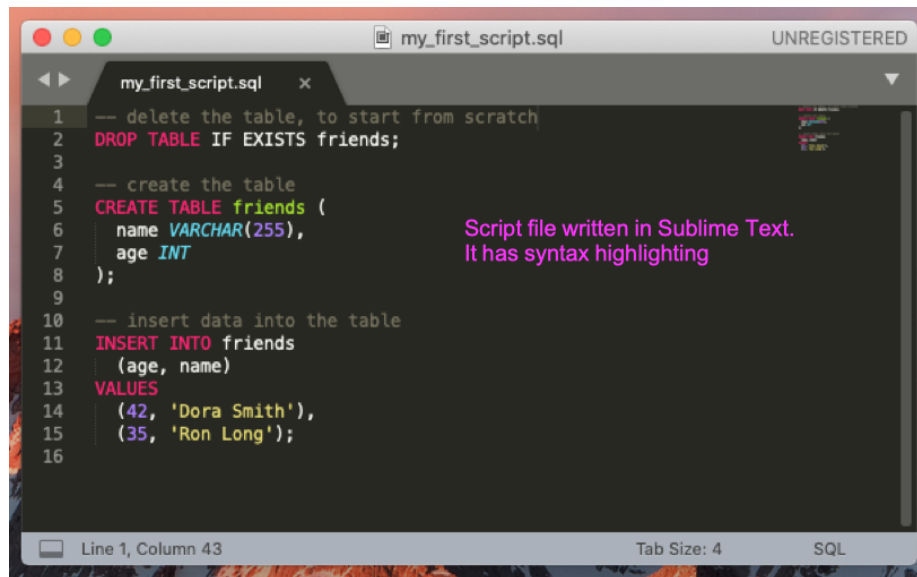 my_first_script.sql
UNREGISTERED
my_first_script.sql ×
1 -- delete the table, to start from scratch
2 DROP TABLE IF EXISTS friends;
3
4 -- create the table
5 CREATE TABLE friends (
6   name VARCHAR(255),
7   age INT
8 );
9
10 -- insert data into the table
11 INSERT INTO friends
12   (age, name)
13 VALUES
14   (42, 'Dora Smith'),
15   (35, 'Ron Long');
16
Script file written in Sublime Text.
It has syntax highlighting
Line 1, Column 43
Tab Size: 4
SQL